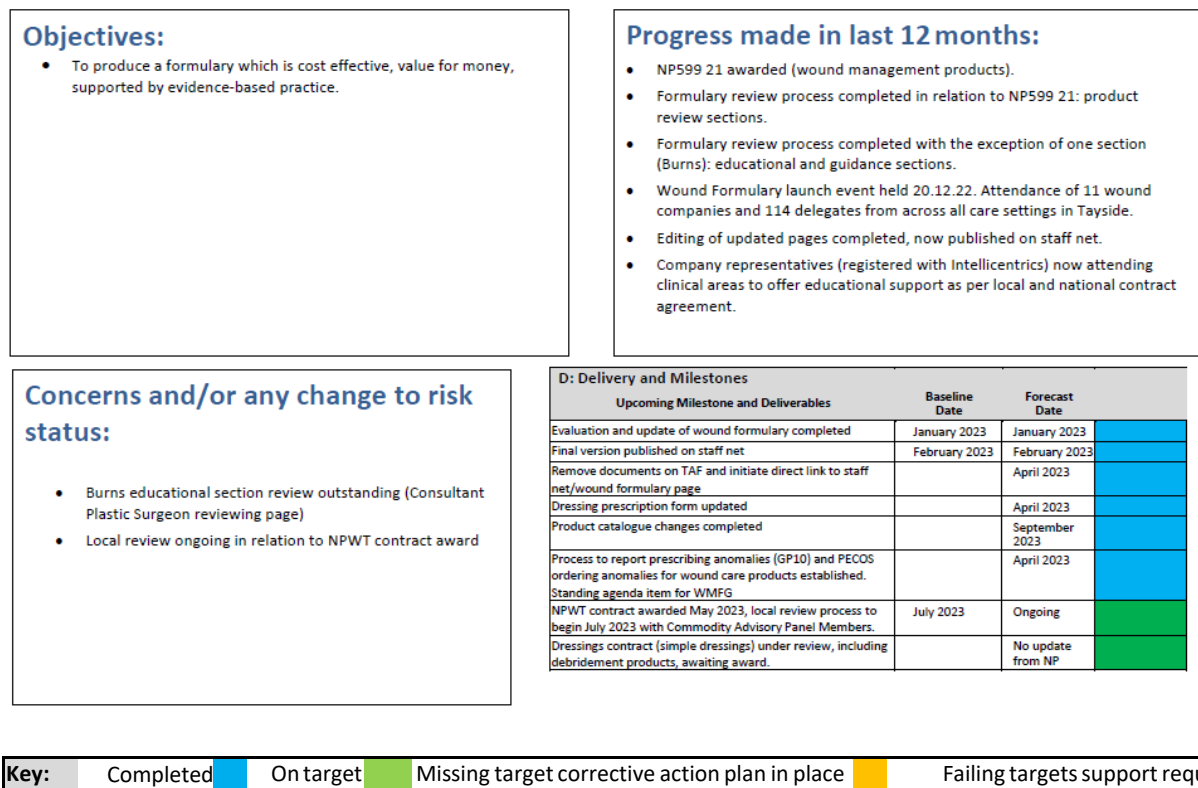 Objectives:
• To produce a formulary which is cost effective, value for money,
supported by evidence-based practice.
Progress made in last 12 months:
• NP599 21 awarded (wound management products).
• Formulary review process completed in relation to NP599 21: product
review sections.
• Formulary review process completed with the exception of one section
(Burns): educational and guidance sections.
• Wound Formulary launch event held 20.12.22. Attendance of 11 wound
companies and 114 delegates from across all care settings in Tayside.
• Editing of updated pages completed, now published on staff net.
• Company representatives (registered with Intellicentrics) now attending
clinical areas to offer educational support as per local and national contract
agreement.
Concerns and/or any change to risk
status:
• Burns educational section review outstanding (Consultant
Plastic Surgeon reviewing page)
• Local review ongoing in relation to NPWT contract award
D: Delivery and Milestones
Upcoming Milestone and Deliverables Baseline Date Forecast Date
Evaluation and update of wound formulary completed January 2023 January 2023
Final version published on staff net February 2023 February 2023
Remove documents on TAF and initiate direct link to staff April 2023
net/wound formulary page
Dressing prescription form updated April 2023
Product catalogue changes completed September
2023
Process to report prescribing anomalies (GP10) and PECOS April 2023
ordering anomalies for wound care products established.
Standing agenda item for WMFG
NPWT contract awarded May 2023, local review process to July 2023 Ongoing
begin July 2023 with Commodity Advisory Panel Members.
Dressings contract (simple dressings) under review, including No update
debridement products, awaiting award. from NP
Key: Completed On target Missing target corrective action plan in place Failing targets support requ